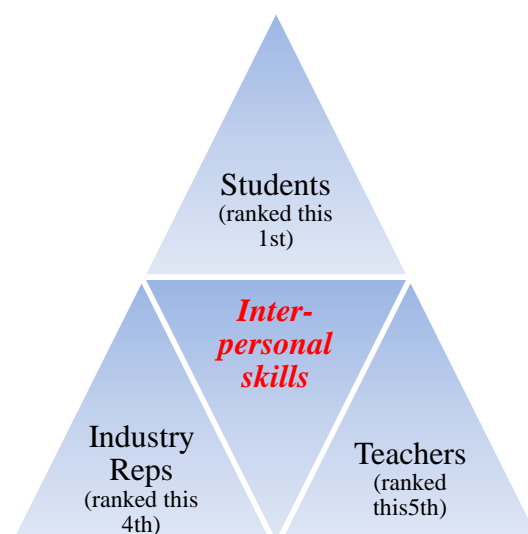 Students
(ranked this
1st)
Inter-
personal
skills
Industry
Reps
(ranked this
4th)
Teachers
(ranked
this5th)